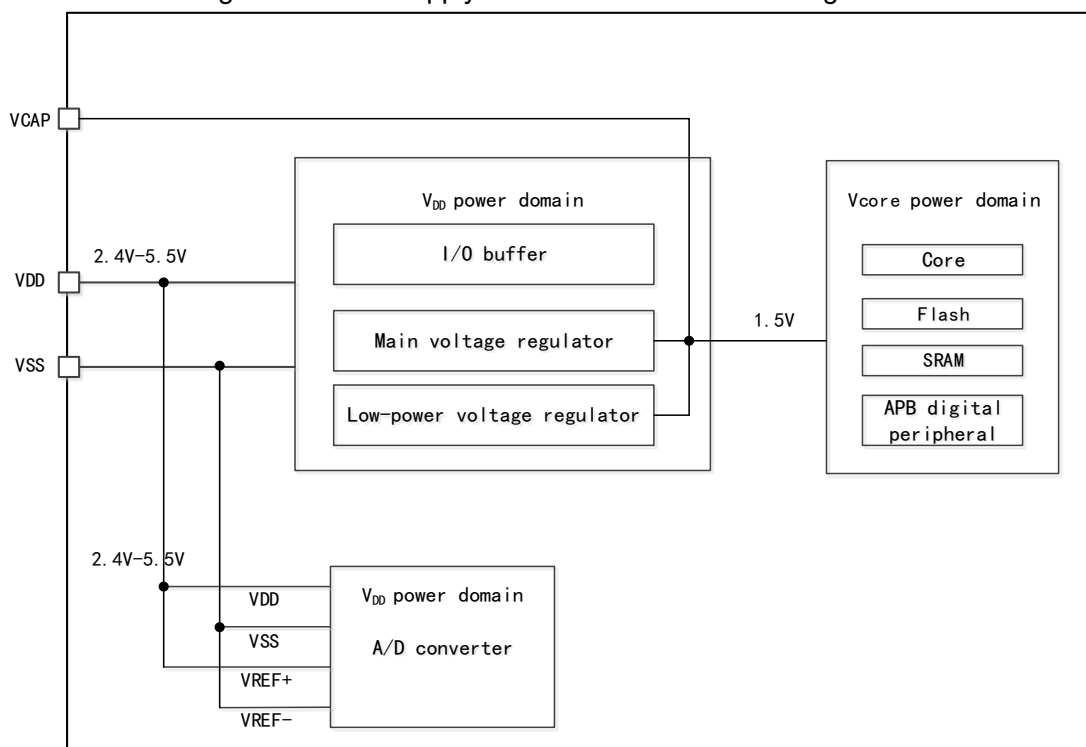 VCAP
V_DD power domain
I/O buffer
Main voltage regulator
Low-power voltage regulator
2.4V-5.5V
VDD
VSS
1.5V
Vcore power domain
Core
Flash
SRAM
APB digital
peripheral
2.4V-5.5V
VDD
VSS
VREF+
VREF-
V_DD power domain
A/D converter